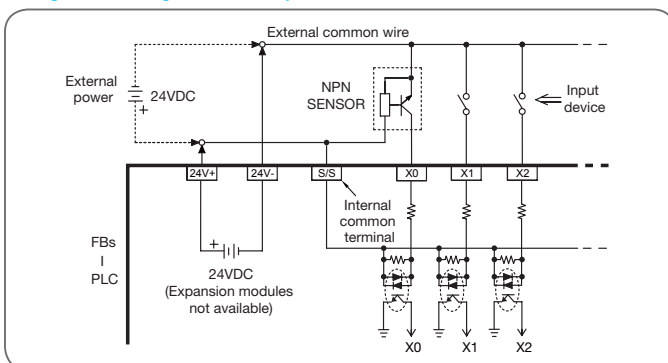 External common wire
External
power
24VDC
+
NPN
SENSOR
Input
device
24V+
24V-
S/S
X0
X1
X2
Internal
common
terminal
FBs
I
PLC
+
24VDC
(Expansion modules
not available)
X0
X1
X2